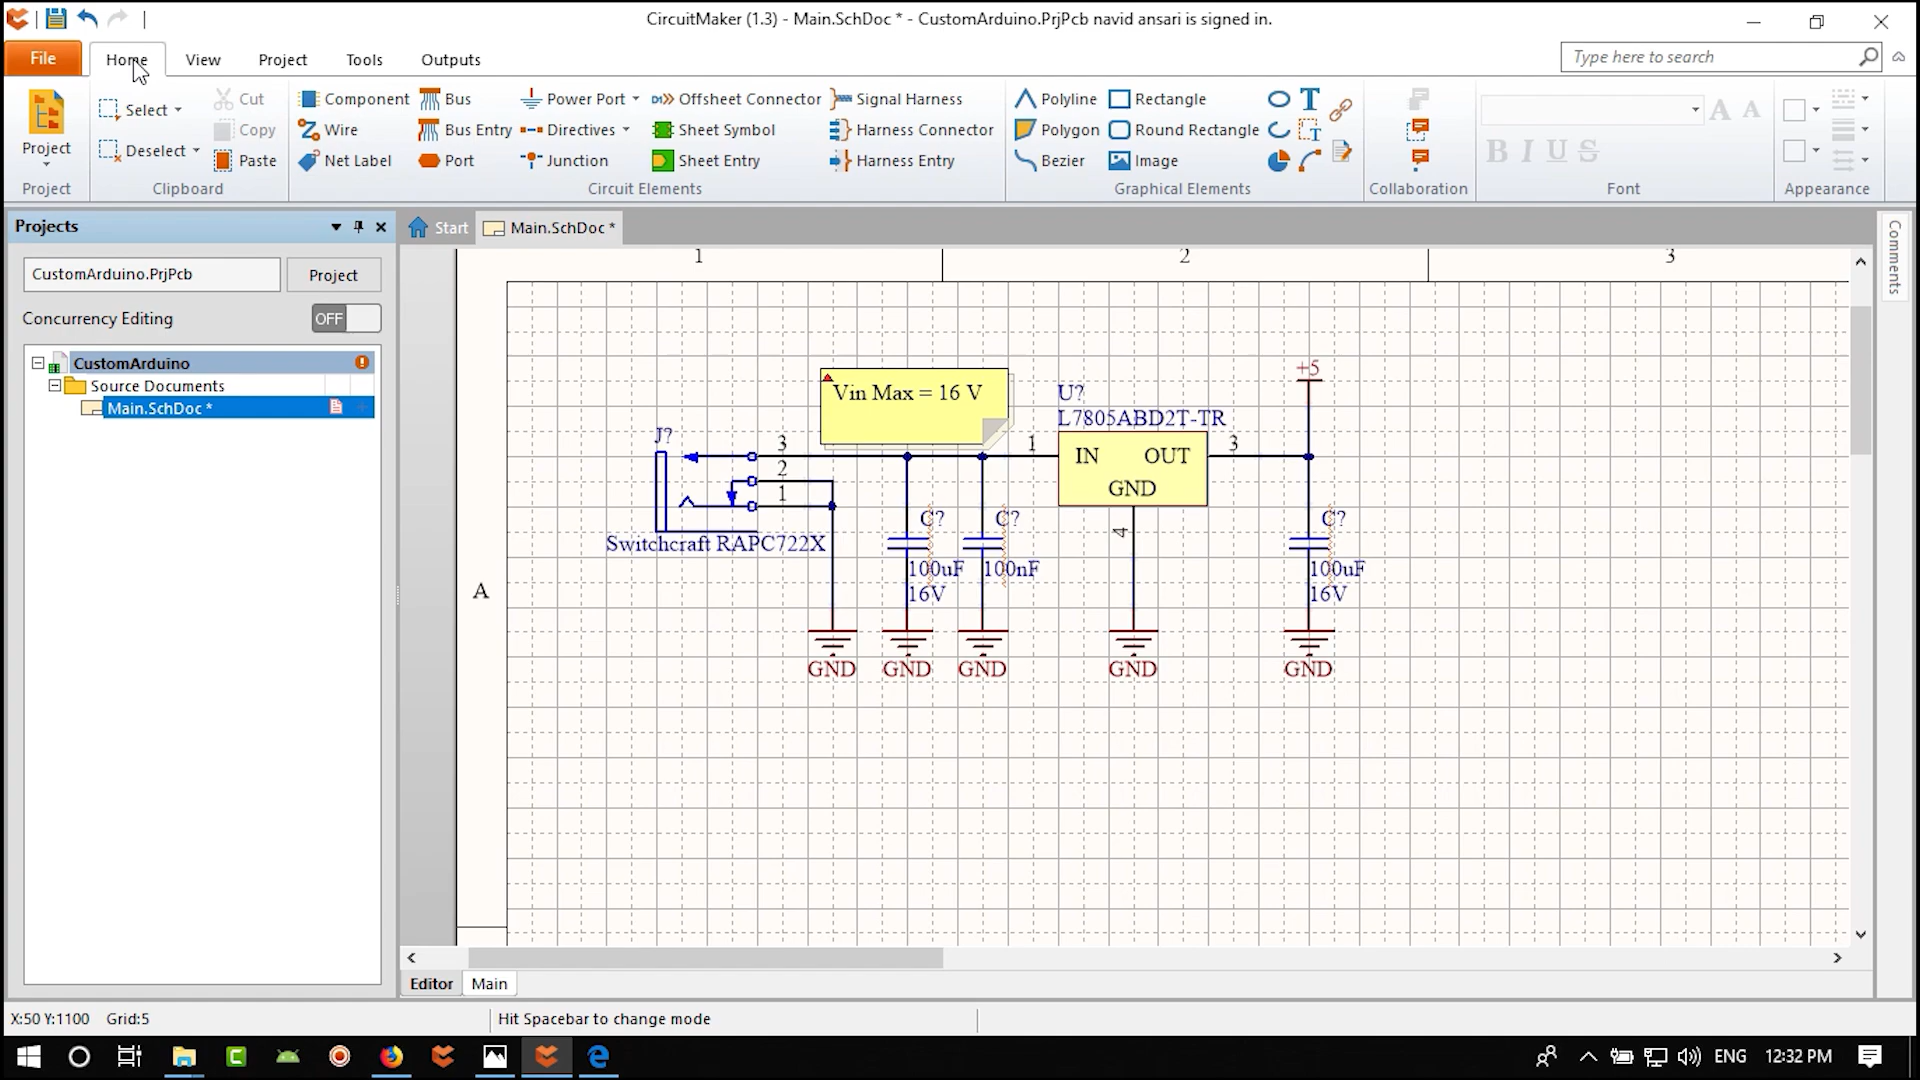 CircuitMaker (1.3) - Main.SchDoc * - CustomArduino.PrjPcb navid ansari is signed in.
File Home View Project Tools Outputs
Type here to search
Project
Select
Deselect
Cut
Copy
Paste
Component
Wire
Net Label
Bus
Bus Entry
Port
Power Port
Directives
Junction
Offsheet Connector
Sheet Symbol
Sheet Entry
Signal Harness
Harness Connector
Harness Entry
Polyline
Polygon
Bezier
Rectangle
Round Rectangle
Image
T
T
A A
B I U S
Project Clipboard Circuit Elements Graphical Elements Collaboration Font Appearance
Projects
CustomArduino.PrjPcb Project
Concurrency Editing OFF
CustomArduino
Source Documents
Main.SchDoc *
Start Main.SchDoc *
Comments
1 2 3
A
Vin Max = 16 V
J?
3
2
1
Switchcraft RAPC722X
C?
100uF
16V
C?
100nF
U?
L7805ABD2T-TR
1 IN OUT 3
GND
4
+5
C?
100uF
16V
GND GND GND GND GND
Editor Main
X:50 Y:1100 Grid:5 Hit Spacebar to change mode
ENG 12:32 PM